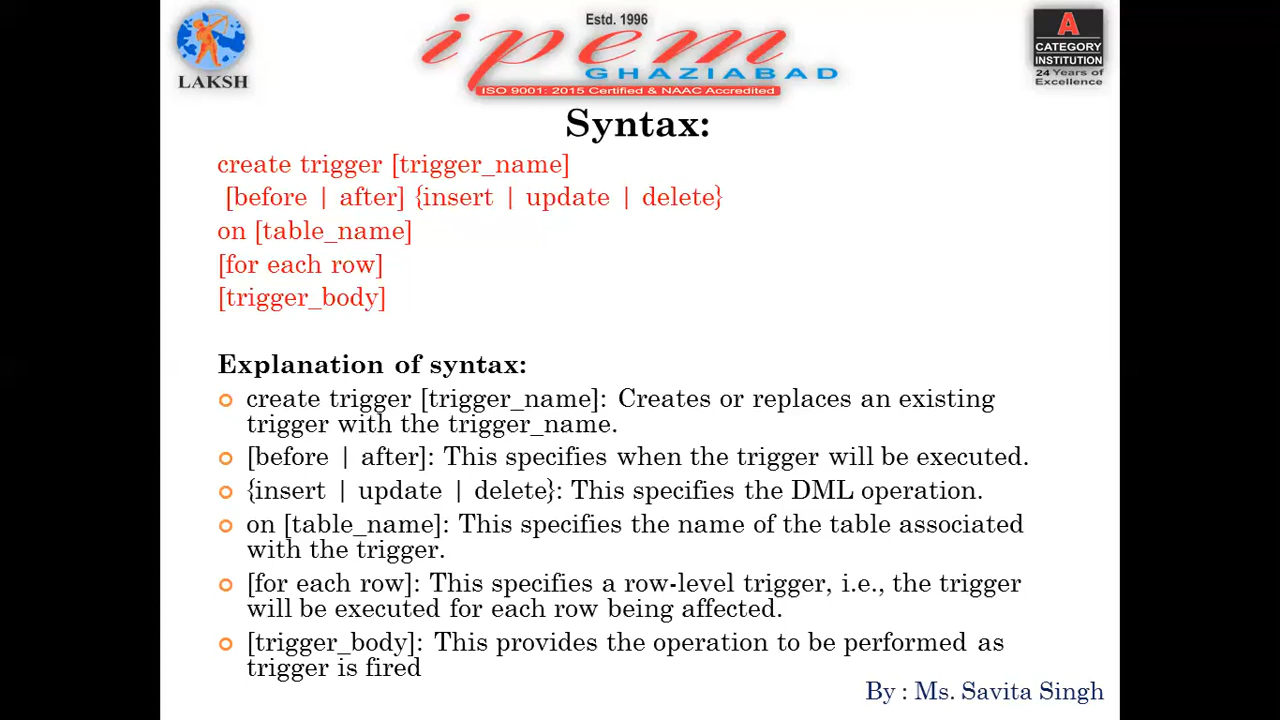 Estd. 1996
ipem
GHAZIABAD
ISO 9001: 2015 Certified & NAAC Accredited
LAKSH
A
CATEGORY
INSTITUTION
24 Years of
Excellence
Syntax:
create trigger [trigger_name]
[before | after] {insert | update | delete}
on [table_name]
[for each row]
[trigger_body]
Explanation of syntax:
create trigger [trigger_name]: Creates or replaces an existing
trigger with the trigger_name.
[before | after]: This specifies when the trigger will be executed.
{insert | update | delete}: This specifies the DML operation.
on [table_name]: This specifies the name of the table associated
with the trigger.
[for each row]: This specifies a row-level trigger, i.e., the trigger
will be executed for each row being affected.
[trigger_body]: This provides the operation to be performed as
trigger is fired
By : Ms. Savita Singh